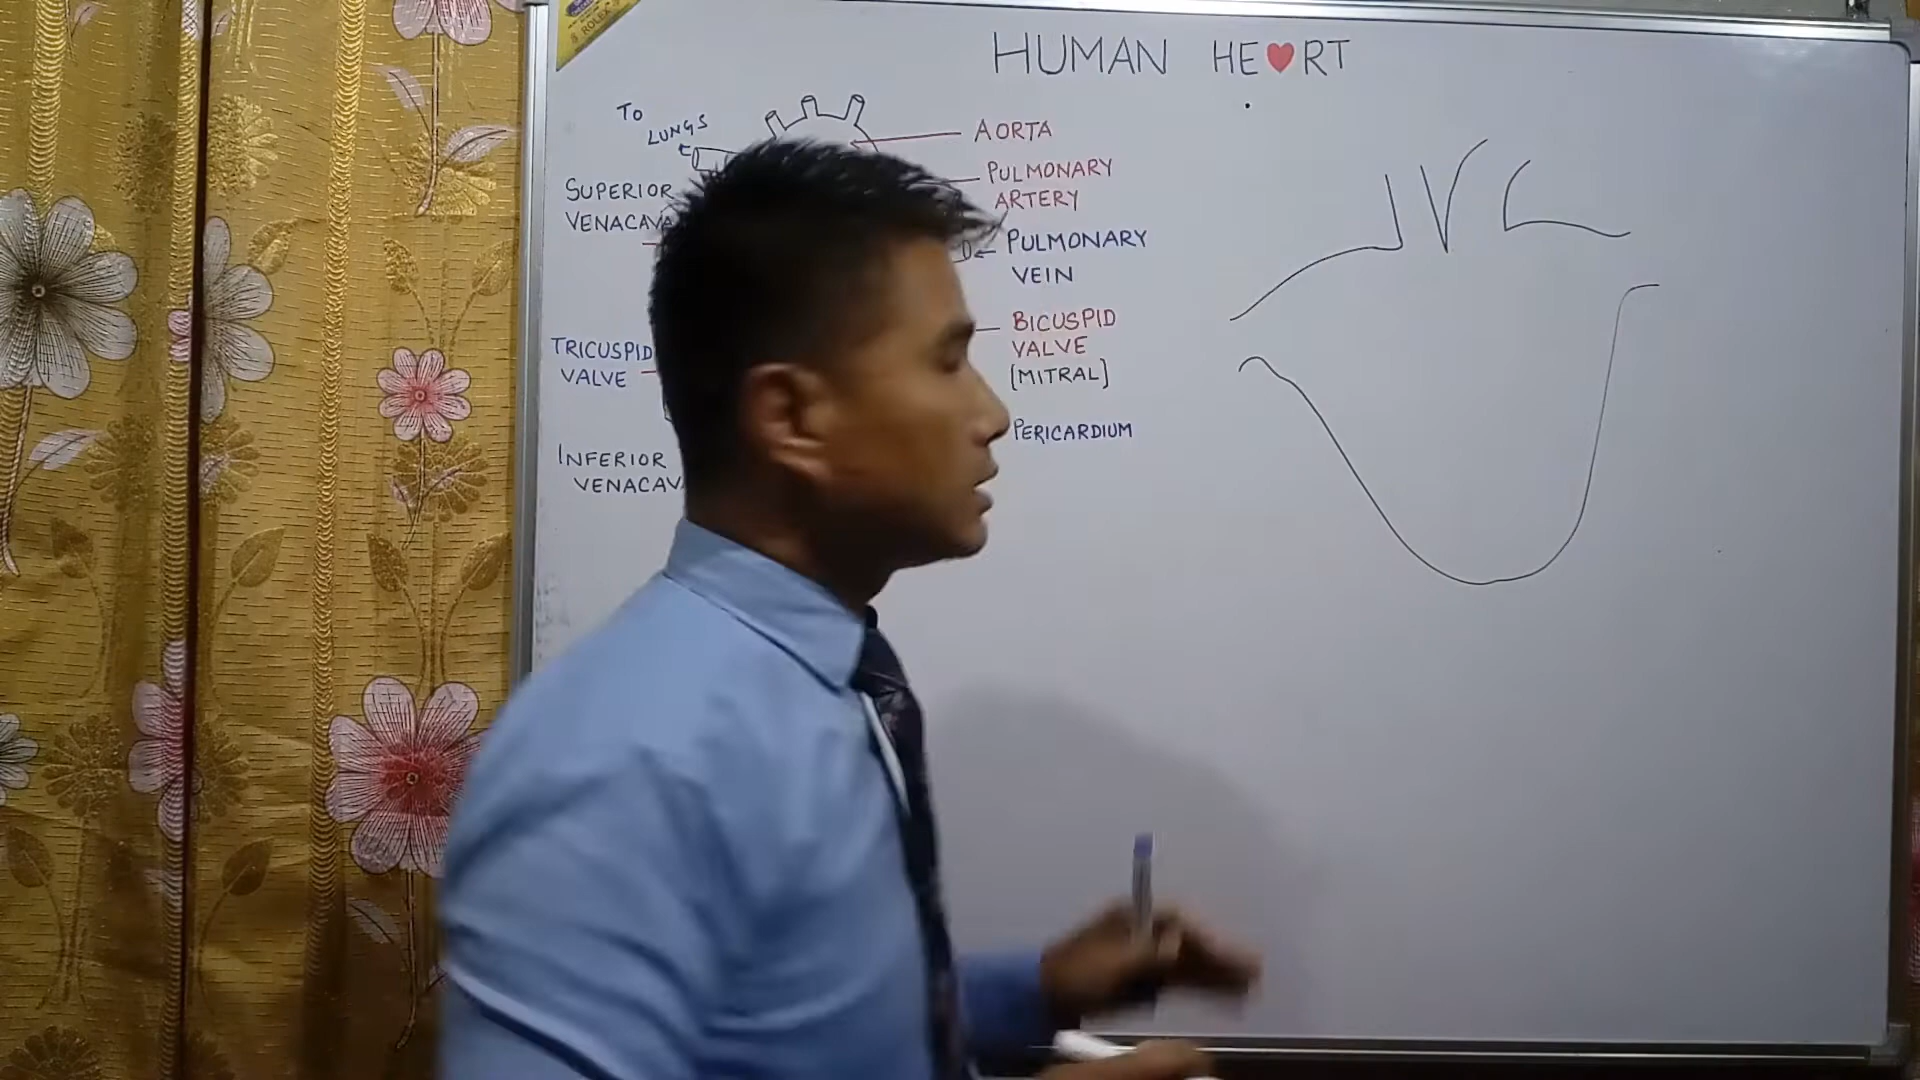 ROLEX
HUMAN HE❤RT
TO
LUNGS
AORTA
PULMONARY
ARTERY
SUPERIOR
VENACAVA
PULMONARY
VEIN
BICUSPID
VALVE
[MITRAL]
TRICUSPID
VALVE
PERICARDIUM
INFERIOR